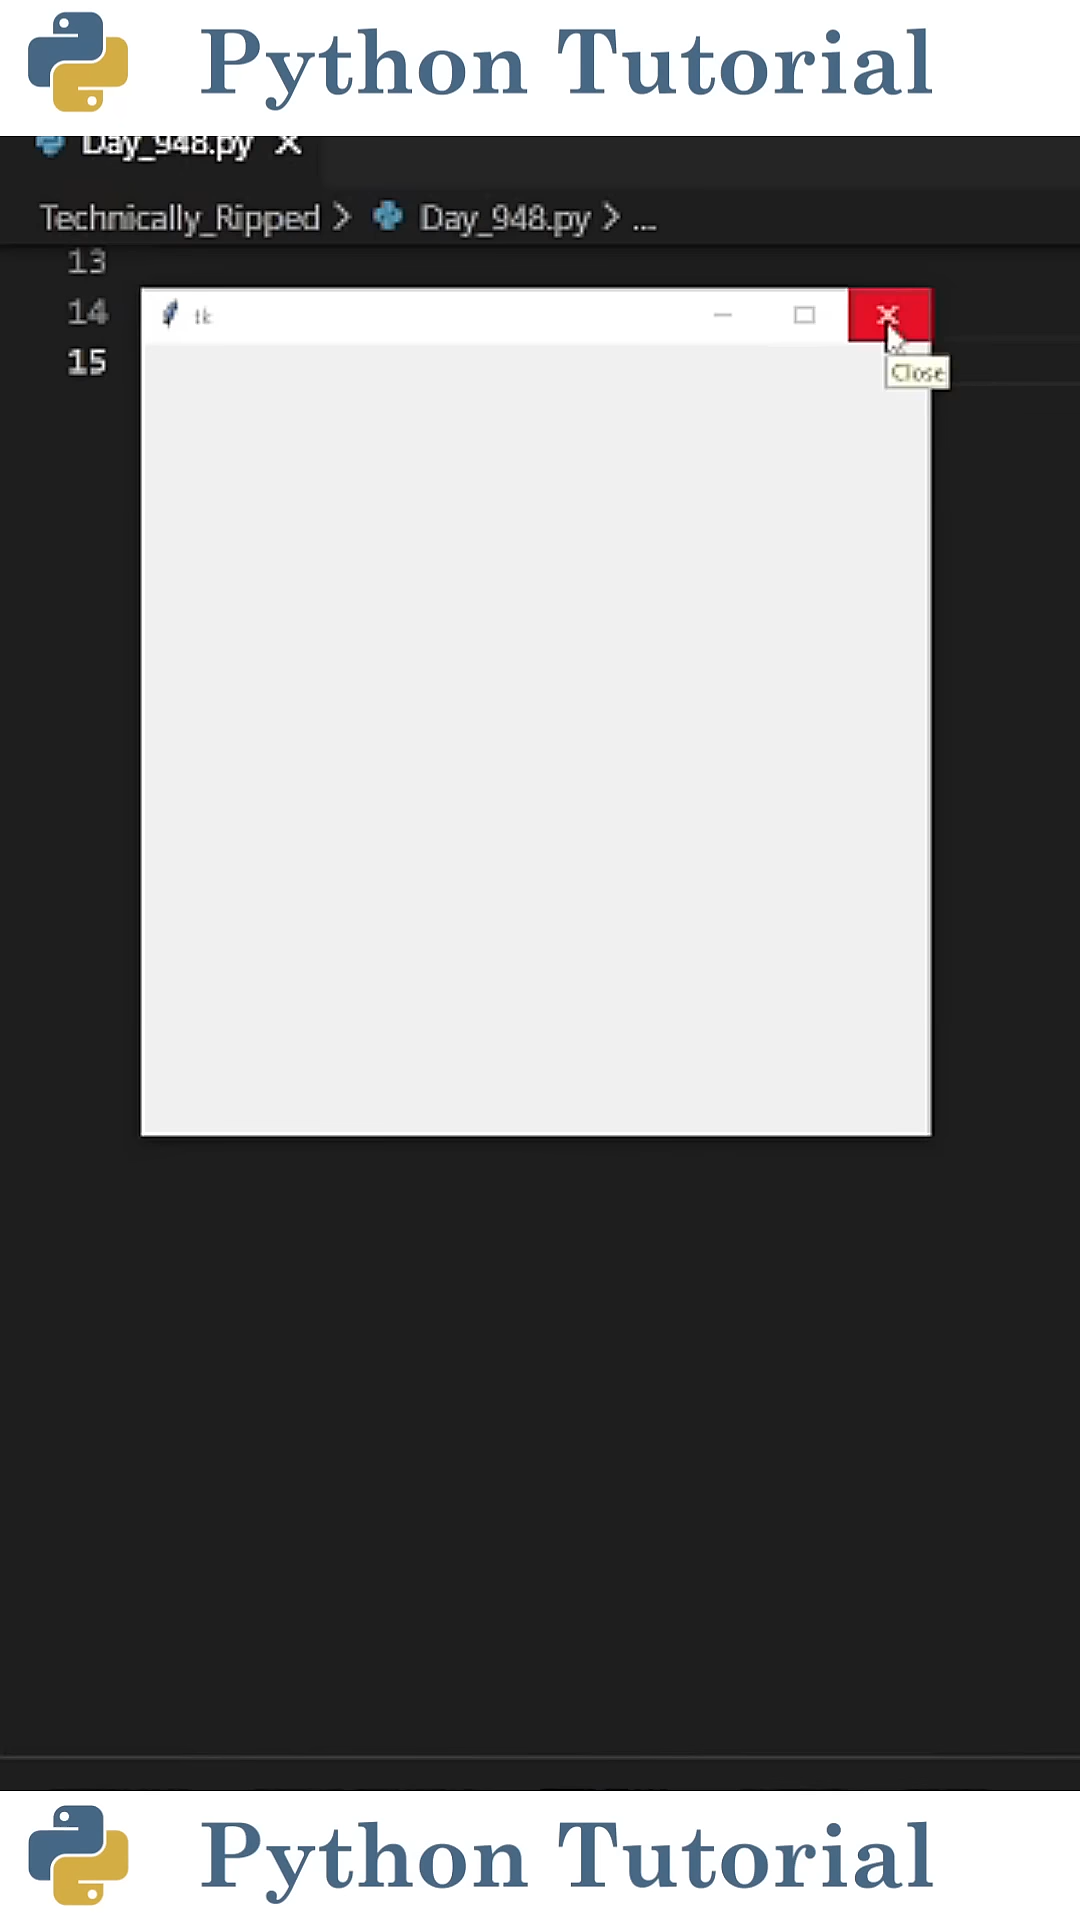 Python Tutorial
Day_948.py
Technically_Ripped > Day_948.py > ...
13
14
tk
15
Close
Python Tutorial